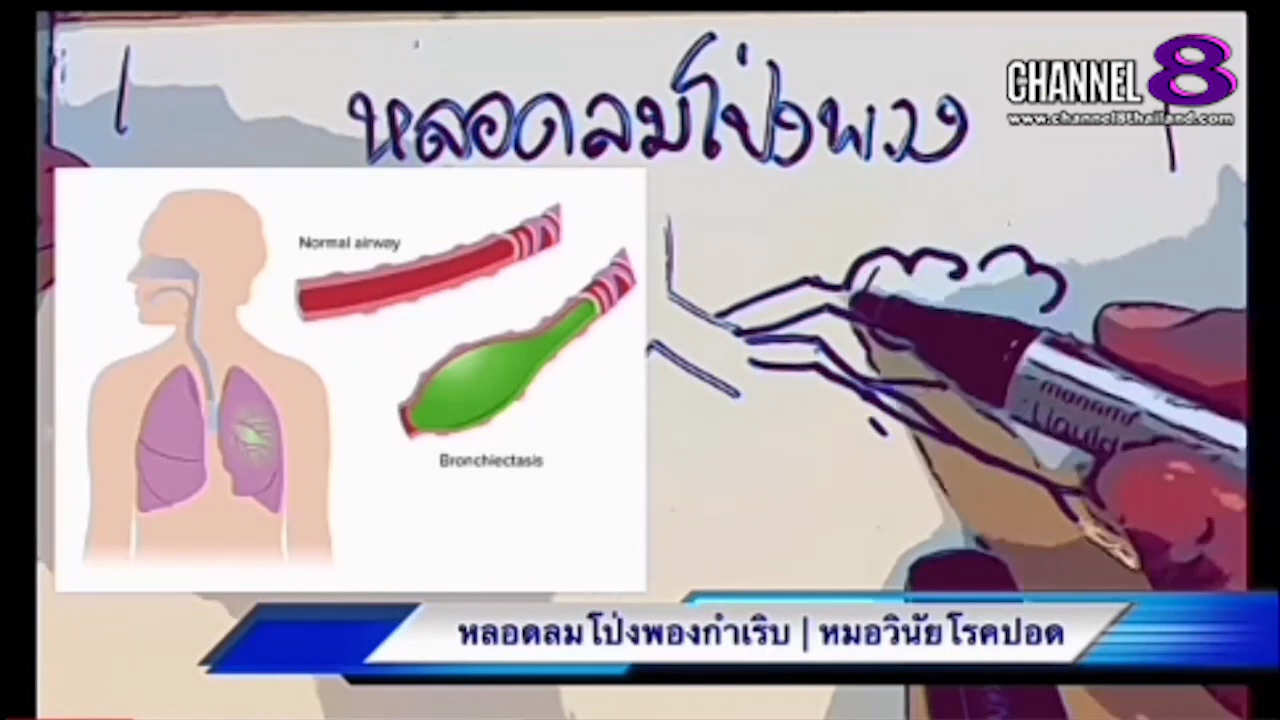 หลอดลมโป่งพอง
CHANNEL 8
www.channel8thailand.com
Normal airway
Bronchiectasis
monami
Liquid
หลอดลมโป่งพองกำเริบ | หมอวินัยโรคปอด